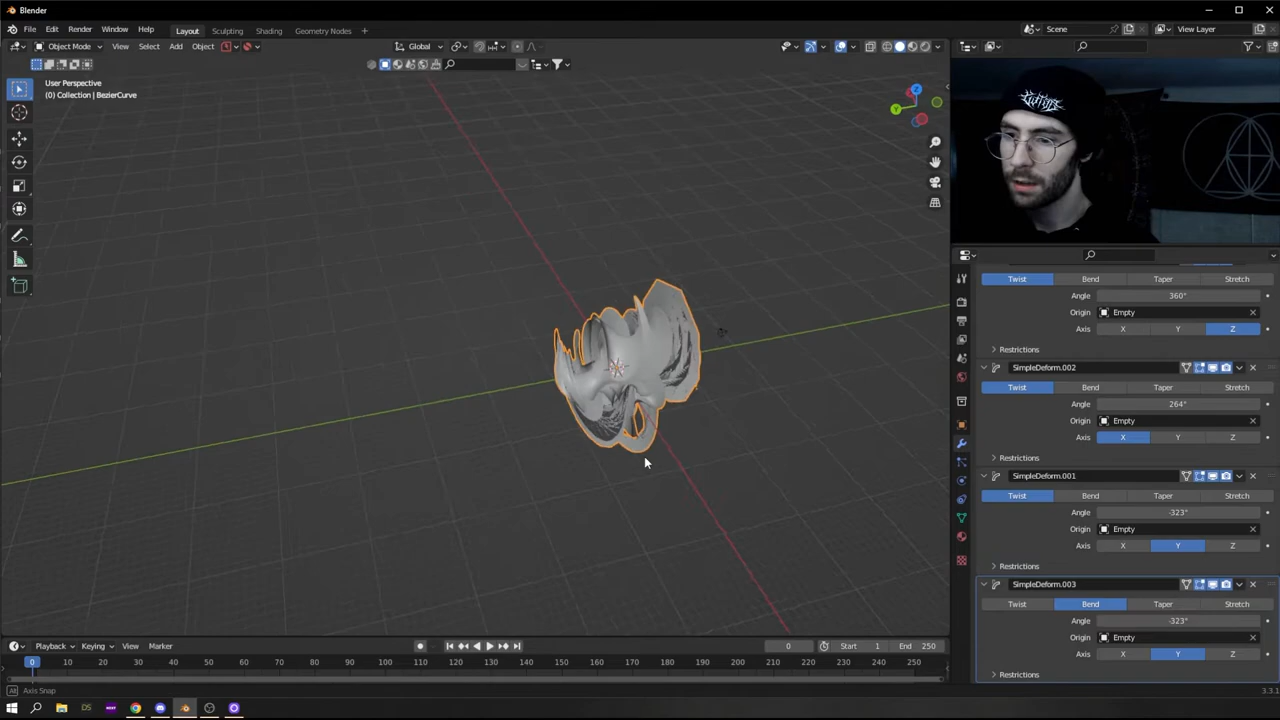 Blender
File Edit Render Window Help Layout Sculpting Shading Geometry Nodes Scene View Layer
Object Mode View Select Add Object Global
User Perspective
(0) Collection | BezierCurve
Z
Y
Twist Bend Taper Stretch
Angle 360°
Origin Empty
Axis X Y Z
Restrictions
SimpleDeform.002
Twist Bend Taper Stretch
Angle 264°
Origin Empty
Axis X Y Z
Restrictions
SimpleDeform.001
Twist Bend Taper Stretch
Angle -323°
Origin Empty
Axis X Y Z
Restrictions
SimpleDeform.003
Twist Bend Taper Stretch
Angle -323°
Origin Empty
Axis X Y Z
Restrictions
Playback Keying View Marker 0 Start 1 End 250
0 10 20 30 40 50 60 70 80 90 100 110 120 130 140 150 160 170 180 190 200 210 220 230 240 250
Axis Snap 3.3.1